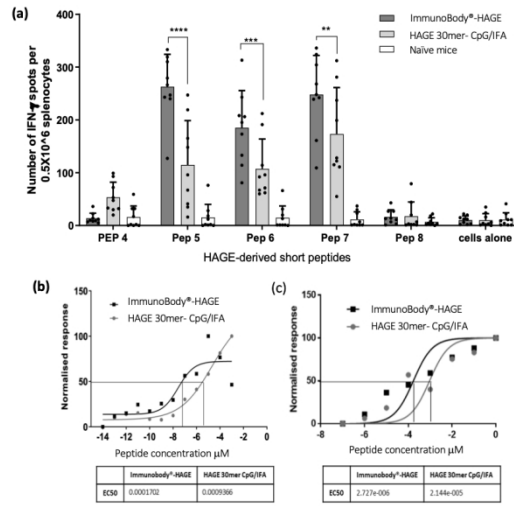 (a)
ImmunoBody®-HAGE
HAGE 30mer- CpG/IFA
Naïve mice
****
***
**
Number of IFN-γ spots per
0.5X10^6 splenocytes
400
300
200
100
0
PEP 4 Pep 5 Pep 6 Pep 7 Pep 8 cells alone
HAGE-derived short peptides
(b)
ImmunoBody®-HAGE
HAGE 30mer- CpG/IFA
Normalised response
100
50
0
-14 -12 -10 -8 -6 -4 -2 0
Peptide concentration µM
Immunobody®-HAGE HAGE 30mer CpG/IFA
EC50 0.0001702 0.0009366
(c)
ImmunoBody®-HAGE
HAGE 30mer- CpG/IFA
Normalised response
100
50
0
-8 -6 -4 -2 0
Peptide concentration µM
Immunobody®-HAGE HAGE 30mer CpG/IFA
EC50 2.727e-006 2.144e-005